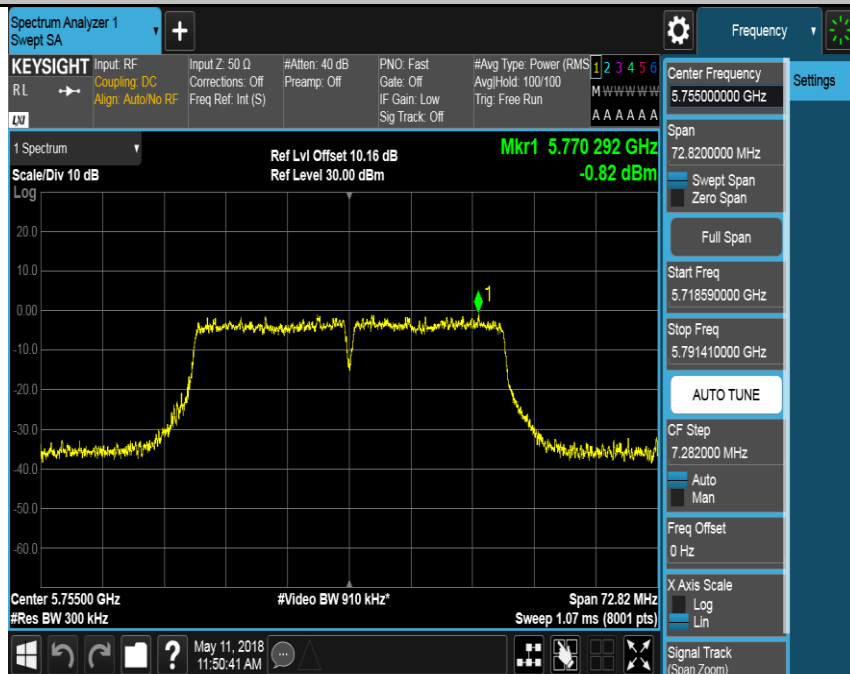 Spectrum Analyzer 1
Swept SA
+
Frequency
KEYSIGHT
RL
LXI
Input: RF
Coupling: DC
Align: Auto/No RF
Input Z: 50 Ω
Corrections: Off
Freq Ref: Int (S)
#Atten: 40 dB
Preamp: Off
PNO: Fast
Gate: Off
IF Gain: Low
Sig Track: Off
#Avg Type: Power (RMS
Avg|Hold: 100/100
Trig: Free Run
1 2 3 4 5 6
M W W W W W
A A A A A A
1 Spectrum
Scale/Div 10 dB
Log
Ref Lvl Offset 10.16 dB
Ref Level 30.00 dBm
Mkr1 5.770 292 GHz
-0.82 dBm
20.0
10.0
0.00
-10.0
-20.0
-30.0
-40.0
-50.0
-60.0
1
Center 5.75500 GHz
#Res BW 300 kHz
#Video BW 910 kHz*
Span 72.82 MHz
Sweep 1.07 ms (8001 pts)
Center Frequency
5.755000000 GHz
Span
72.8200000 MHz
Swept Span
Zero Span
Full Span
Start Freq
5.718590000 GHz
Stop Freq
5.791410000 GHz
AUTO TUNE
CF Step
7.282000 MHz
Auto
Man
Freq Offset
0 Hz
X Axis Scale
Log
Lin
Signal Track
(Span Zoom)
Settings
?
May 11, 2018
11:50:41 AM